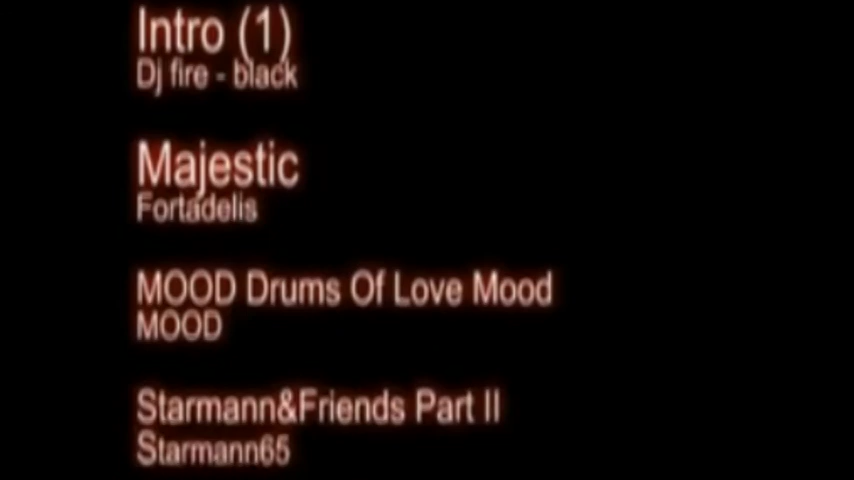 Intro (1)
Dj fire - black
Majestic
Fortadelis
MOOD Drums Of Love Mood
MOOD
Starmann&Friends Part II
Starmann65